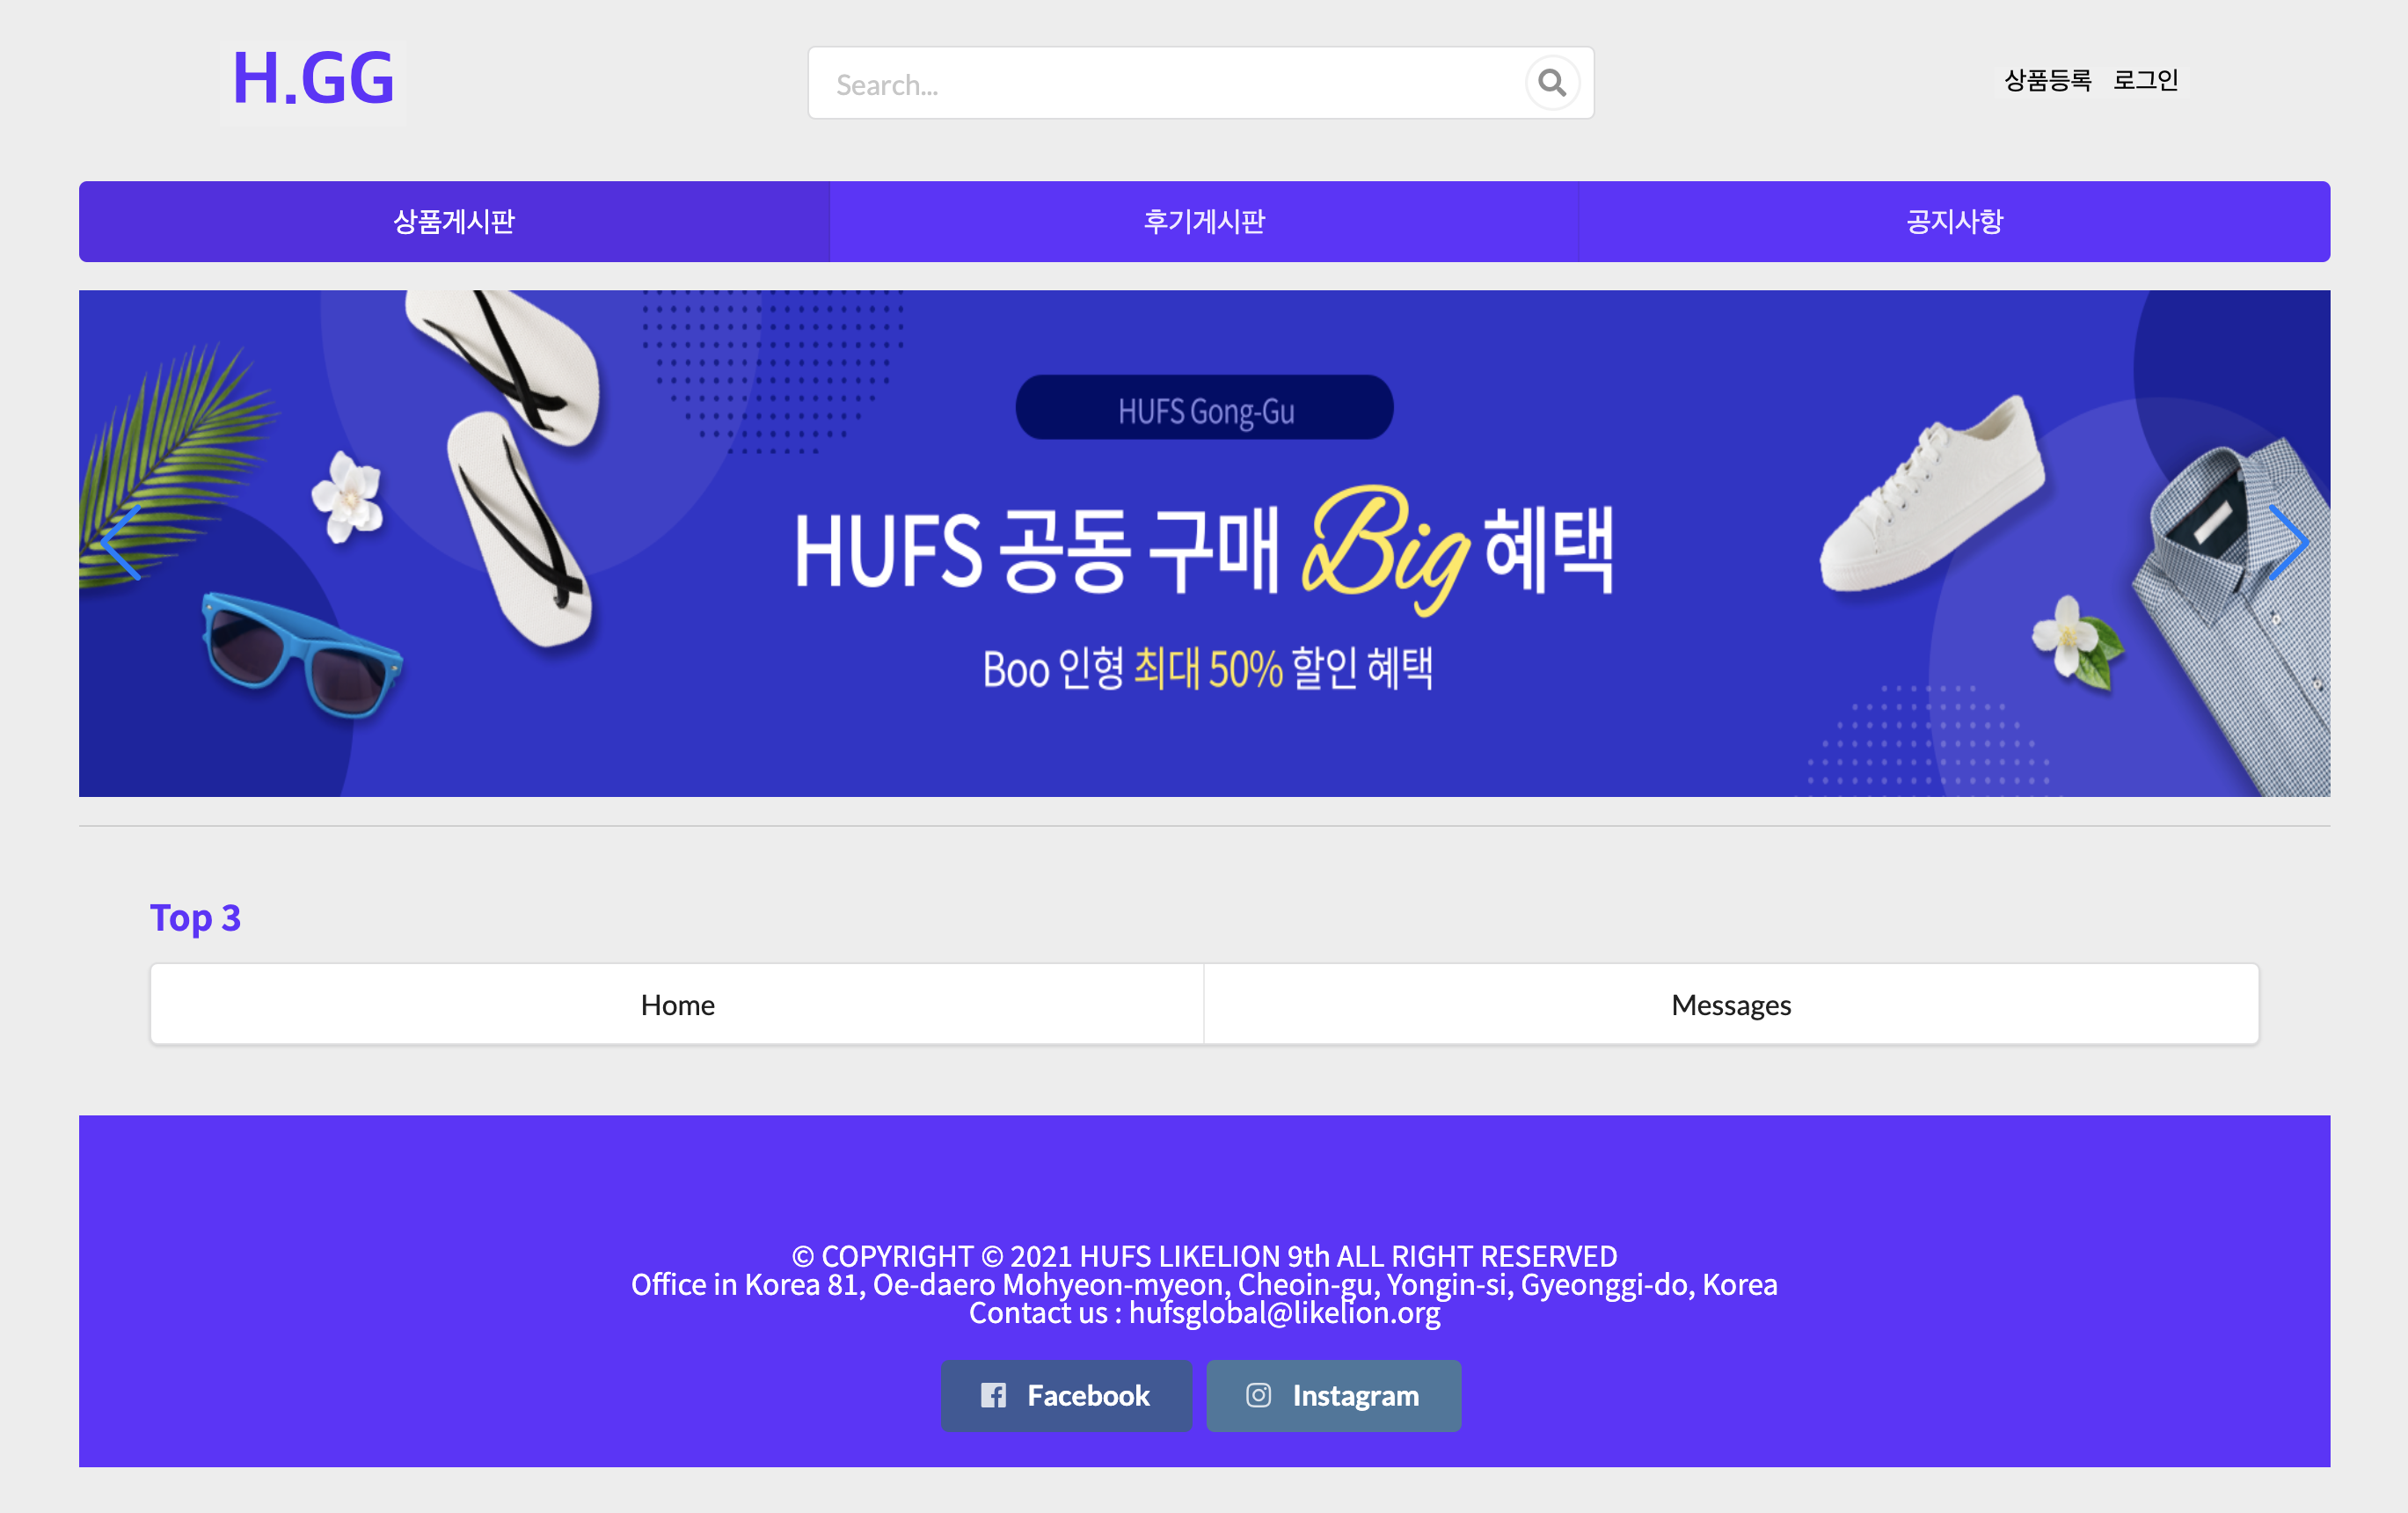 H.GG
Search...
상품등록 로그인
상품게시판 후기게시판 공지사항
HUFS Gong-Gu
HUFS 공동 구매 Big 혜택
Boo 인형 최대 50% 할인 혜택
Top 3
Home Messages
© COPYRIGHT © 2021 HUFS LIKELION 9th ALL RIGHT RESERVED
Office in Korea 81, Oe-daero Mohyeon-myeon, Cheoin-gu, Yongin-si, Gyeonggi-do, Korea
Contact us : hufsglobal@likelion.org
Facebook Instagram